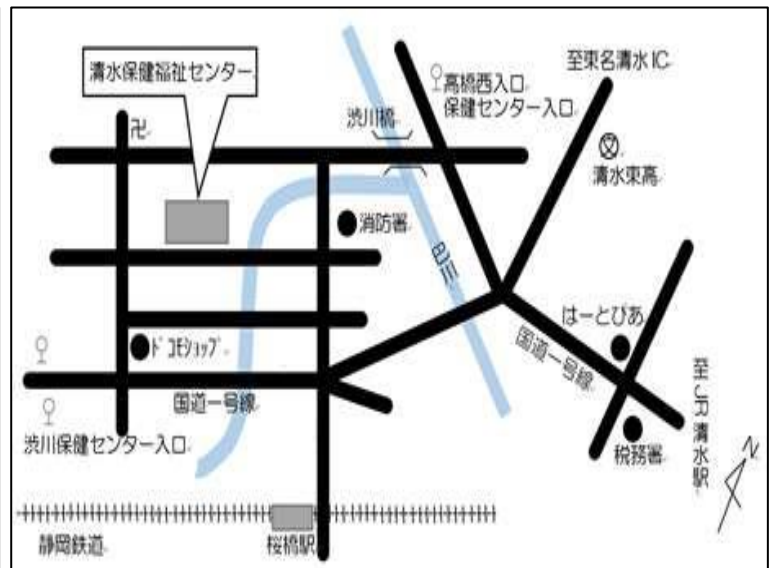 清水保健福祉センター
卍
渋川橋
高橋西入口
保健センター入口
至東名清水IC
清水東高
消防署
巴川
はーとぴあ
ドコモショップ
国道一号線
国道一号線
渋川保健センター入口
税務署
至JR清水駅
N
静岡鉄道
桜橋駅